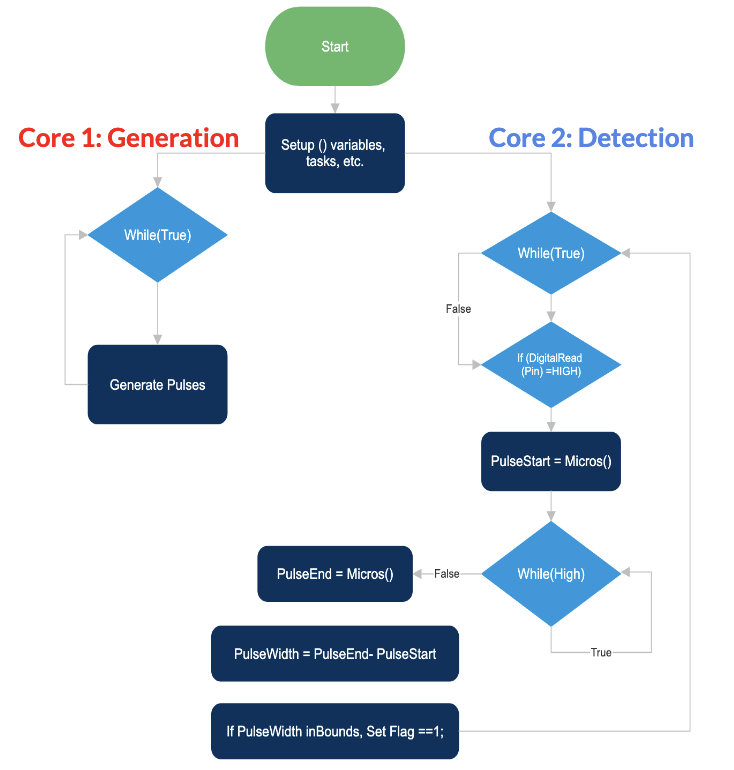 Start
Core 1: Generation
Setup () variables,
tasks, etc.
Core 2: Detection
While(True)
While(True)
False
If (DigitalRead
(Pin) =HIGH)
Generate Pulses
PulseStart = Micros()
PulseEnd = Micros()
False
While(High)
True
PulseWidth = PulseEnd- PulseStart
If PulseWidth inBounds, Set Flag ==1;